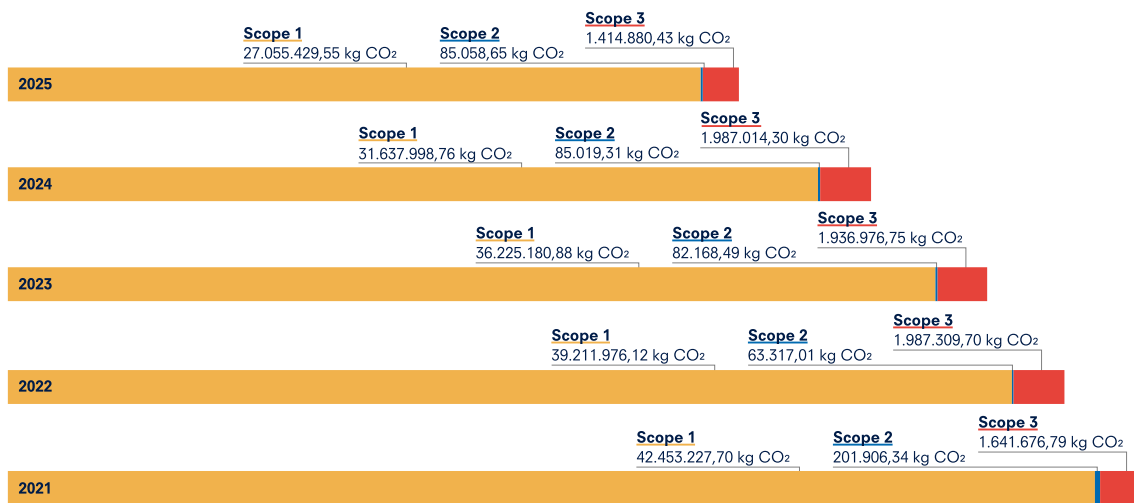 Scope 1
27.055.429,55 kg CO₂
Scope 2
85.058,65 kg CO₂
Scope 3
1.414.880,43 kg CO₂
2025
Scope 1
31.637.998,76 kg CO₂
Scope 2
85.019,31 kg CO₂
Scope 3
1.987.014,30 kg CO₂
2024
Scope 1
36.225.180,88 kg CO₂
Scope 2
82.168,49 kg CO₂
Scope 3
1.936.976,75 kg CO₂
2023
Scope 1
39.211.976,12 kg CO₂
Scope 2
63.317,01 kg CO₂
Scope 3
1.987.309,70 kg CO₂
2022
Scope 1
42.453.227,70 kg CO₂
Scope 2
201.906,34 kg CO₂
Scope 3
1.641.676,79 kg CO₂
2021